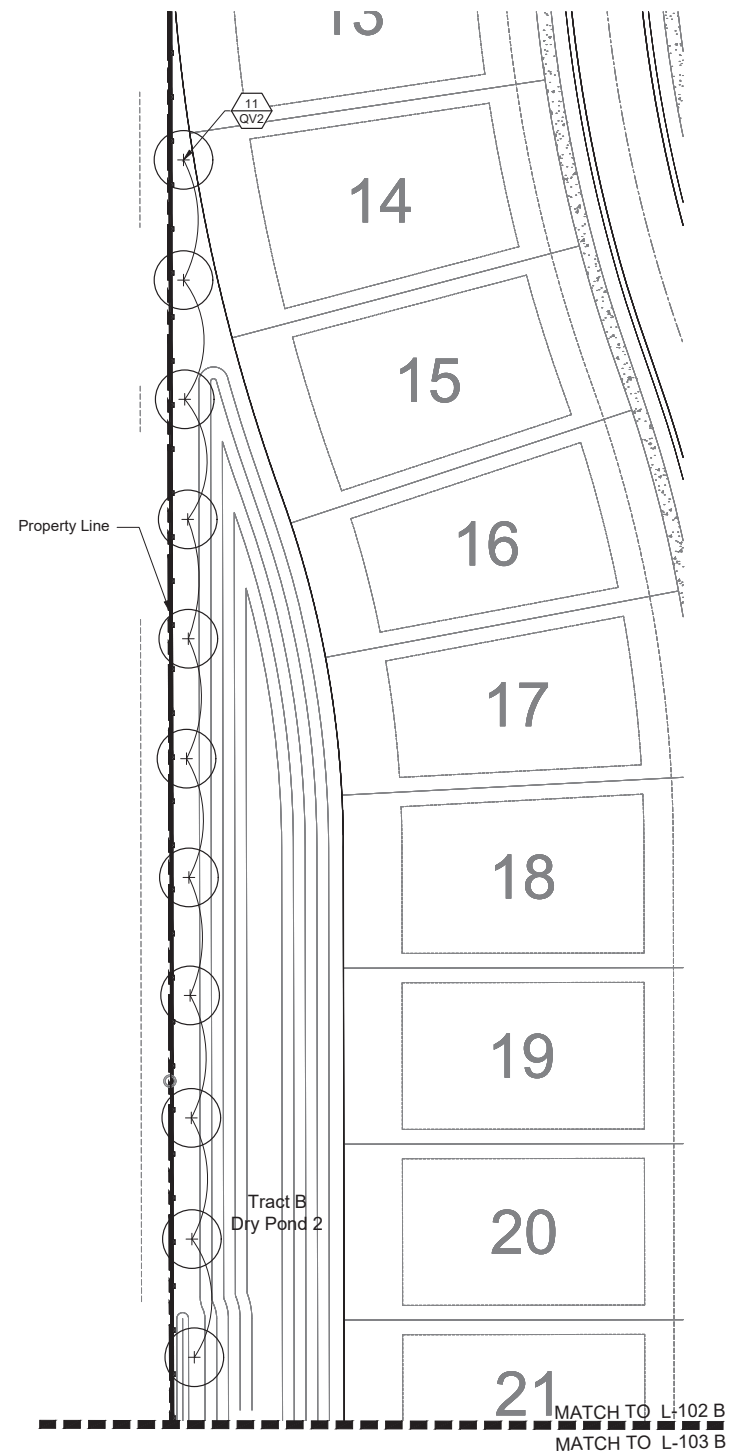 13
11
QV2
14
15
Property Line
16
17
18
19
Tract B
Dry Pond 2
20
21
MATCH TO L-102 B
MATCH TO L-103 B